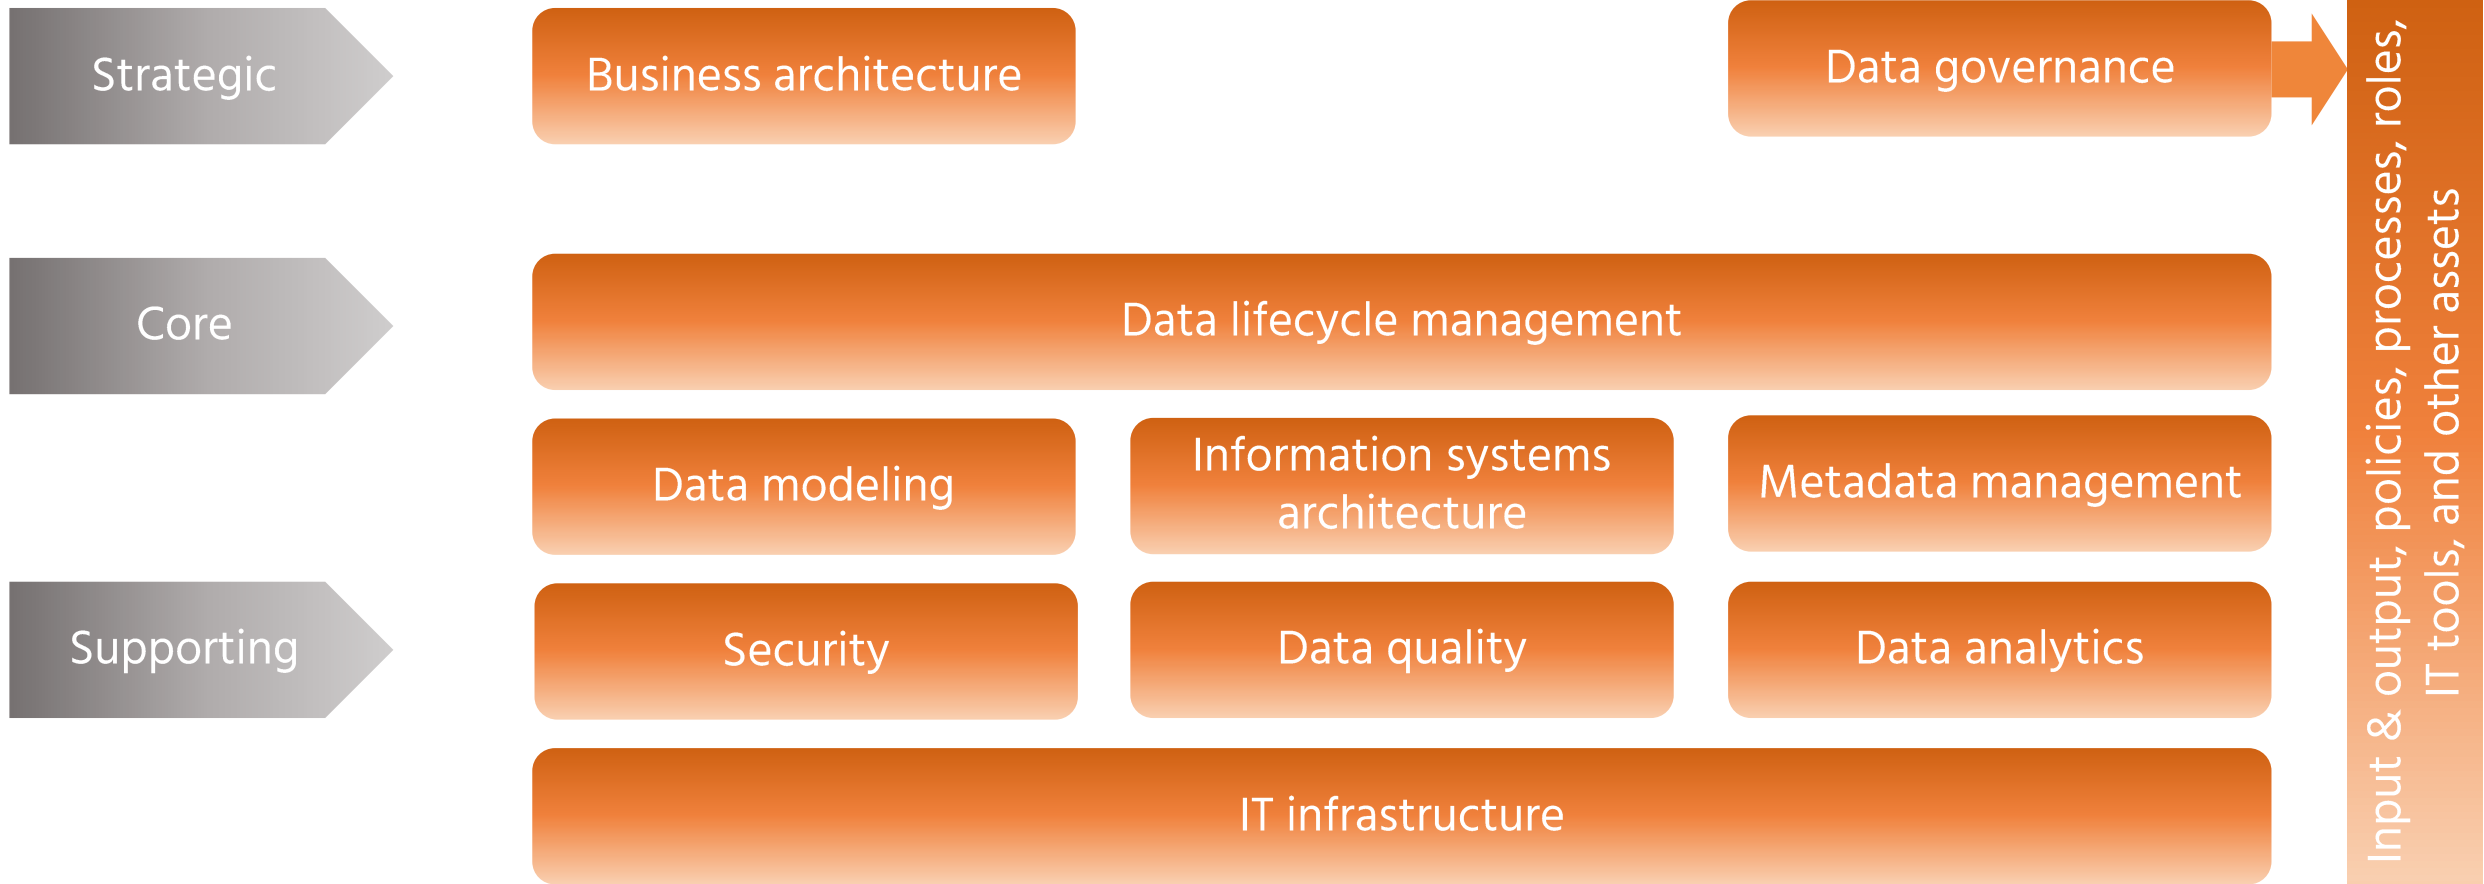 Strategic
Business architecture
Data governance
Core
Data lifecycle management
Data modeling
Information systems
architecture
Metadata management
Supporting
Security
Data quality
Data analytics
IT infrastructure
Input & output, policies, processes, roles,
IT tools, and other assets